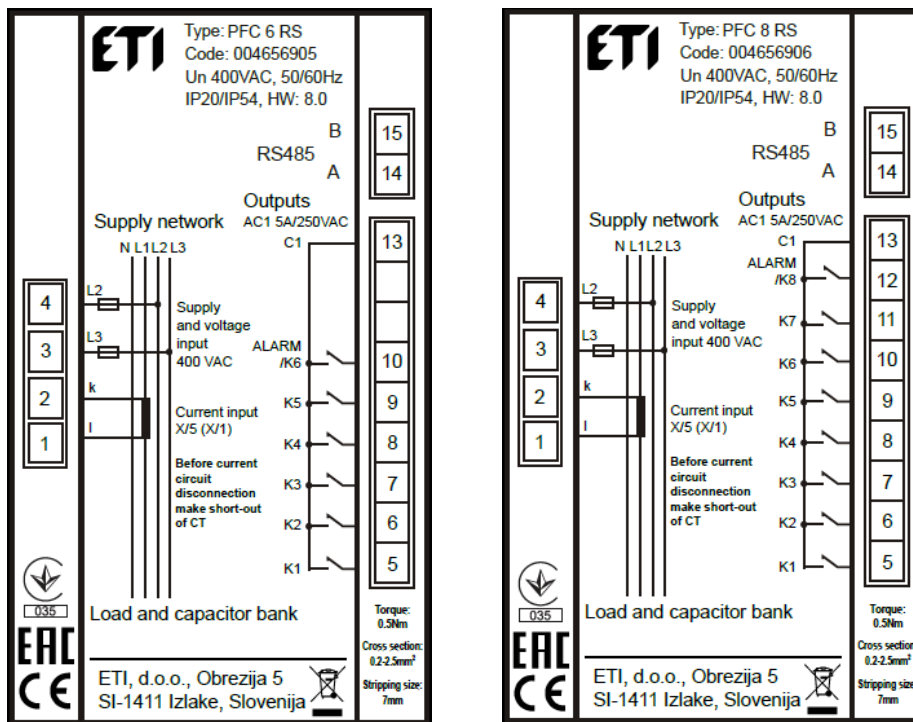 ETI
Type: PFC 6 RS
Code: 004656905
Un 400VAC, 50/60Hz
IP20/IP54, HW: 8.0
B
15
RS485
A
14
Outputs
AC1 5A/250VAC
Supply network
N L1 L2 L3
C1
13
4
L2
Supply
and voltage
input
400 VAC
3
L3
ALARM
/K6
10
2
k
K5
9
Current input
X/5 (X/1)
1
l
K4
8
Before current
circuit
disconnection
make short-out
of CT
K3
7
K2
6
K1
5
035
Load and capacitor bank
Torque:
0.5Nm
EAC
Cross section:
0.2-2.5mm²
CE
ETI, d.o.o., Obrezija 5
SI-1411 Izlake, Slovenija
Stripping size:
7mm
ETI
Type: PFC 8 RS
Code: 004656906
Un 400VAC, 50/60Hz
IP20/IP54, HW: 8.0
B
15
RS485
A
14
Outputs
AC1 5A/250VAC
Supply network
N L1 L2 L3
C1
13
ALARM
/K8
12
4
L2
Supply
and voltage
input 400 VAC
K7
11
3
L3
K6
10
2
k
K5
9
Current input
X/5 (X/1)
1
l
K4
8
Before current
circuit
disconnection
make short-out
of CT
K3
7
K2
6
K1
5
035
Load and capacitor bank
Torque:
0.5Nm
EAC
Cross section
0.2-2.5mm²
CE
ETI, d.o.o., Obrezija 5
SI-1411 Izlake, Slovenija
Stripping size
7mm